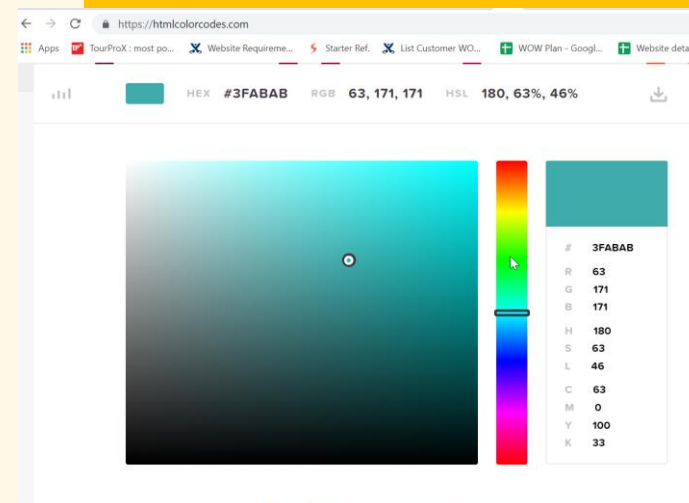 https://htmlcolorcodes.com
Apps TourProX : most po... Website Requireme... Starter Ref. List Customer WO... WOW Plan - Googl... Website deta
HEX #3FABAB RGB 63, 171, 171 HSL 180, 63%, 46%
# 3FABAB
R 63
G 171
B 171
H 180
S 63
L 46
C 63
M 0
Y 100
K 33